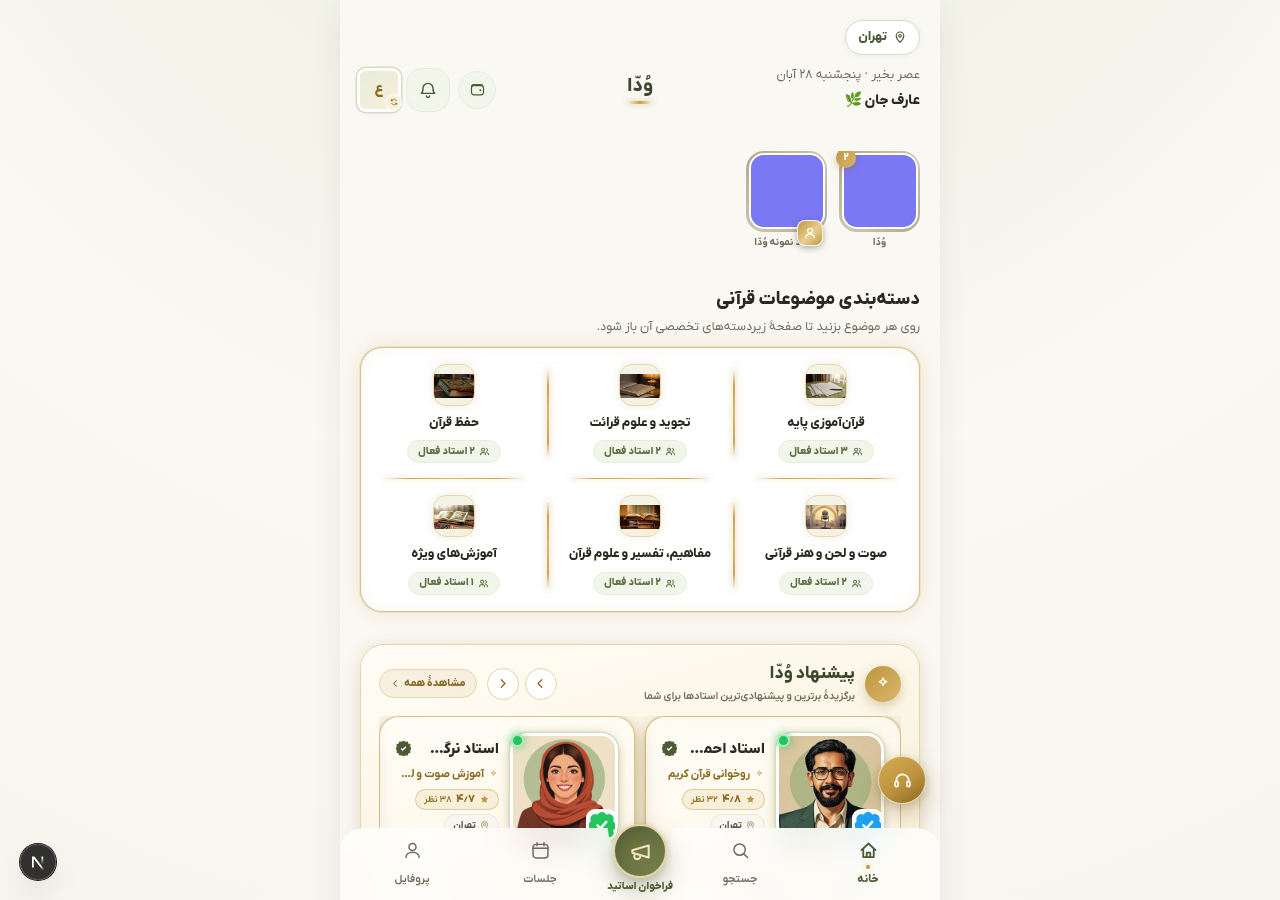 تهران
عصر بخیر · پنجشنبه ۲۸ آبان
عارف جان
وُدّا
ع
۲
وُدّا
نمونه وُدّا
دسته‌بندی موضوعات قرآنی
روی هر موضوع بزنید تا صفحهٔ زیردسته‌های تخصصی آن باز شود.
قرآن‌آموزی پایه
۳ استاد فعال
تجوید و علوم قرائت
۲ استاد فعال
حفظ قرآن
۲ استاد فعال
صوت و لحن و هنر قرآنی
۲ استاد فعال
مفاهیم، تفسیر و علوم قرآن
۲ استاد فعال
آموزش‌های ویژه
۱ استاد فعال
پیشنهاد وُدّا
برگزیدهٔ برترین و پیشنهادی‌ترین استادها برای شما
مشاهدهٔ همه
استاد احمـ...
روخوانی قرآن کریم
۴٫۸ ۳۲ نظر
تهران
استاد نرگـ...
آموزش صوت و لـ...
۴٫۷ ۳۸ نظر
تهران
خانه
جستجو
فراخوان اساتید
جلسات
پروفایل
N